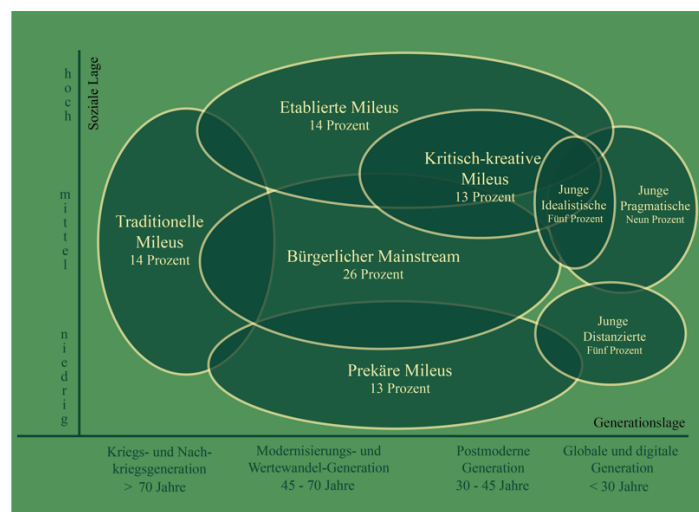 hoch
mittel
niedrig
Soziale Lage
Etablierte Mileus
14 Prozent
Kritisch-kreative
Mileus
13 Prozent
Junge
Idealistische
Fünf Prozent
Junge
Pragmatische
Neun Prozent
Traditionelle
Mileus
14 Prozent
Bürgerlicher Mainstream
26 Prozent
Junge
Distanzierte
Fünf Prozent
Prekäre Mileus
13 Prozent
Generationslage
Kriegs- und Nach-
kriegsgeneration
> 70 Jahre
Modernisierungs- und
Wertewandel-Generation
45 - 70 Jahre
Postmoderne
Generation
30 - 45 Jahre
Globale und digitale
Generation
< 30 Jahre